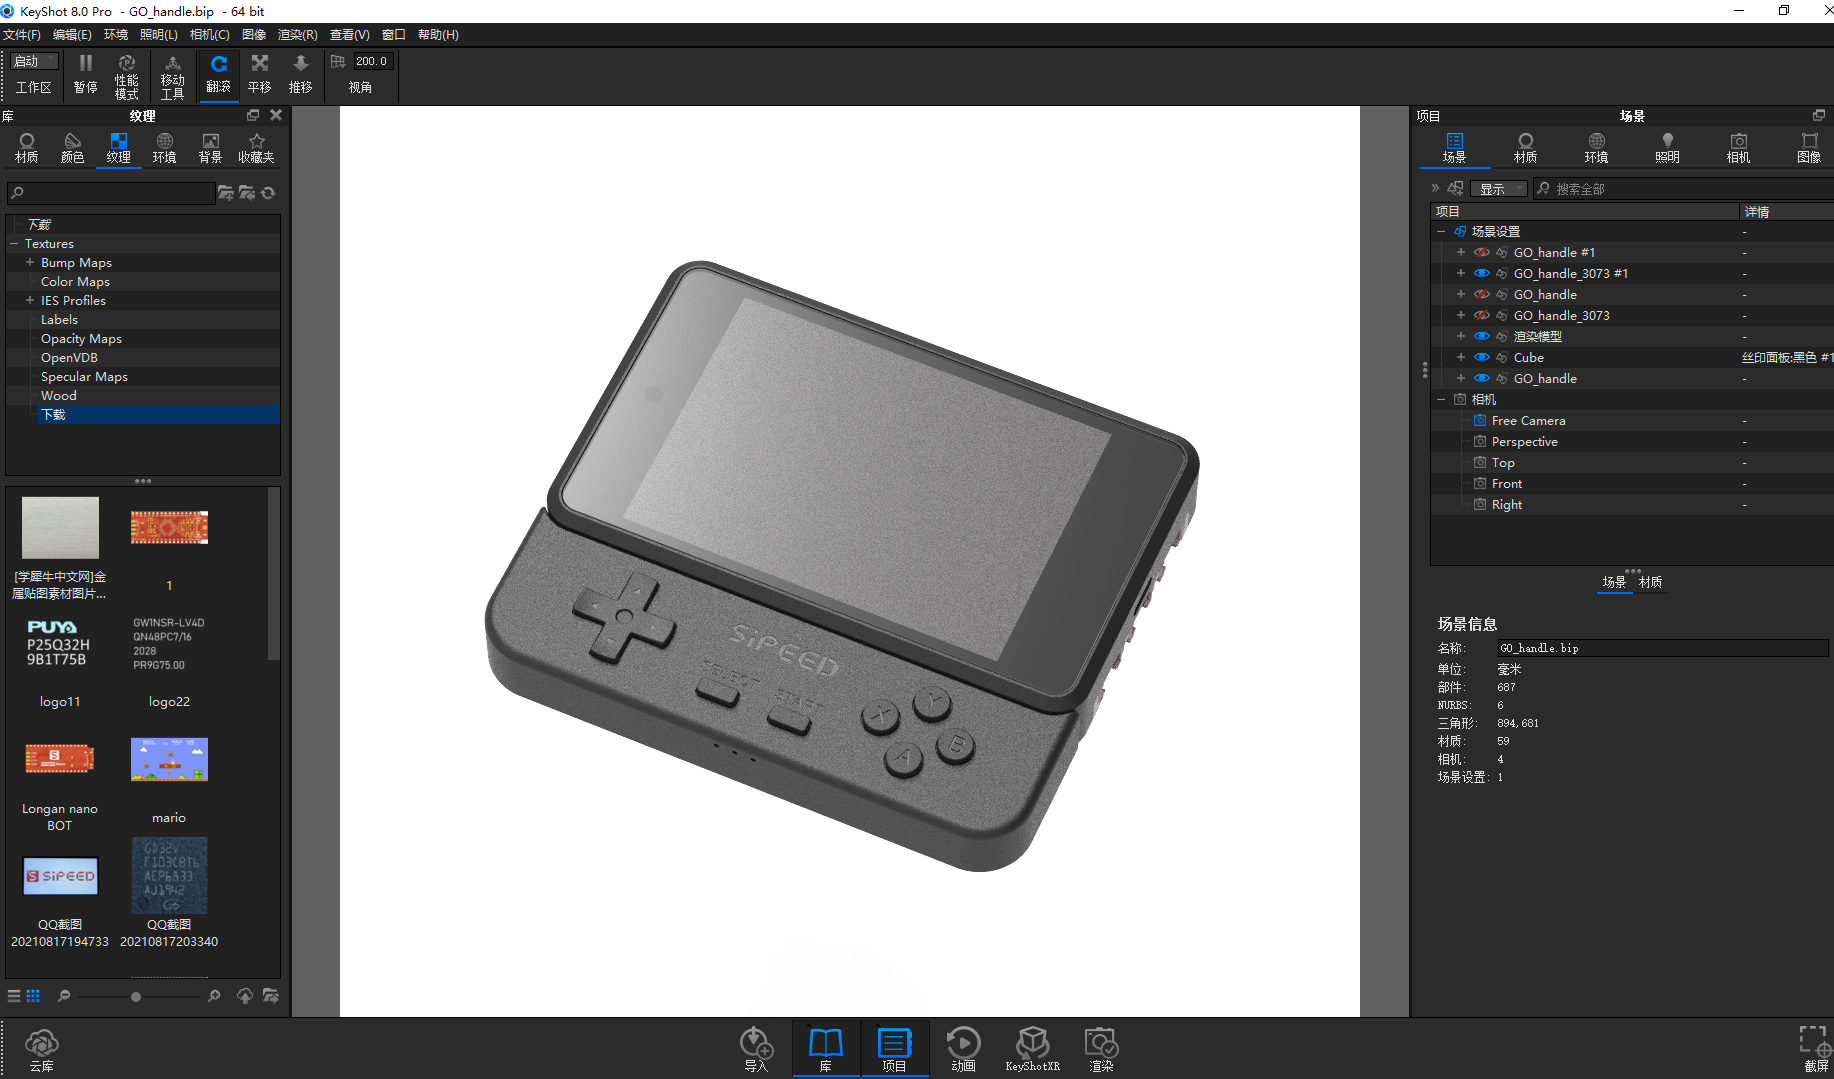 KeyShot 8.0 Pro - GO_handle.bip - 64 bit
文件(F) 编辑(E) 环境 照明(L) 相机(C) 图像 渲染(R) 查看(V) 窗口 帮助(H)
启动
工作区
暂停
性能
模式
移动
工具
翻滚
平移
推移
200.0
视角
库
纹理
材质 颜色 纹理 环境 背景 收藏夹
下载
Textures
Bump Maps
Color Maps
IES Profiles
Labels
Opacity Maps
OpenVDB
Specular Maps
Wood
下载
[学犀牛中文网]金
属贴图素材图片...
1
PUYA
P25Q32H
9B1T75B
logo11
GW1NSR-LV4D
QN48PC7/I6
2028
PR9G75.00
logo22
Longan nano
BOT
mario
SiPEED
QQ截图
20210817194733
GD32V
F103C8T6
AEP6833
AJ1942
QQ截图
20210817203340
SiPEED
SELECT
START
X
Y
A
B
项目
场景
场景 材质 环境 照明 相机 图像
显示
搜索全部
项目 详情
场景设置 -
GO_handle #1 -
GO_handle_3073 #1 -
GO_handle -
GO_handle_3073 -
渲染模型 -
Cube 丝印面板:黑色 #1
GO_handle -
相机 -
Free Camera -
Perspective -
Top -
Front -
Right -
场景 材质
场景信息
名称: GO_handle.bip
单位: 毫米
部件: 687
NURBS: 6
三角形: 894,681
材质: 59
相机: 4
场景设置: 1
云库
导入
库
项目
动画
KeyShotXR
渲染
截屏